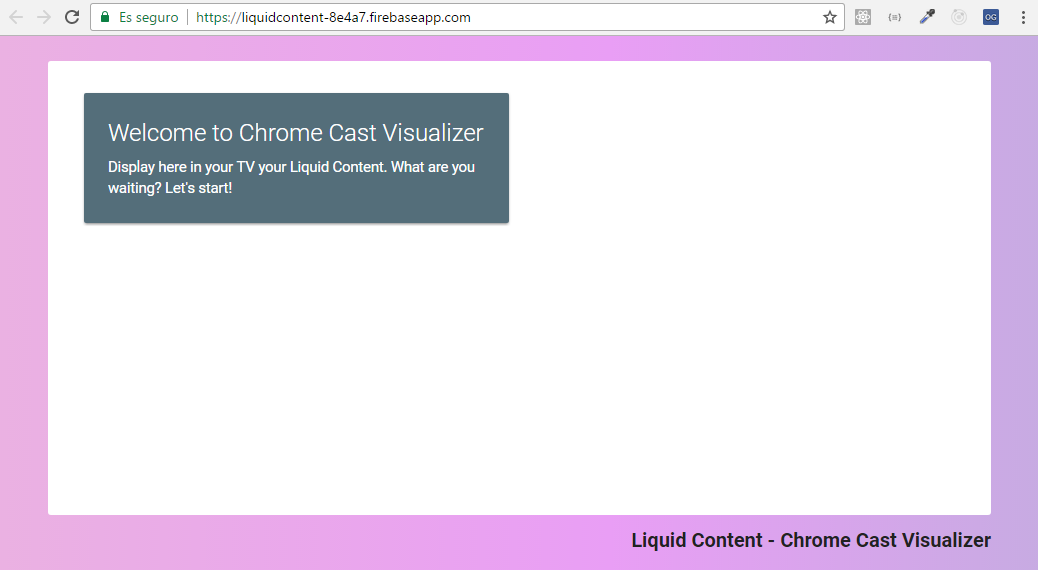 Es seguro
https://liquidcontent-8e4a7.firebaseapp.com
OG
Welcome to Chrome Cast Visualizer
Display here in your TV your Liquid Content. What are you
waiting? Let's start!
Liquid Content - Chrome Cast Visualizer